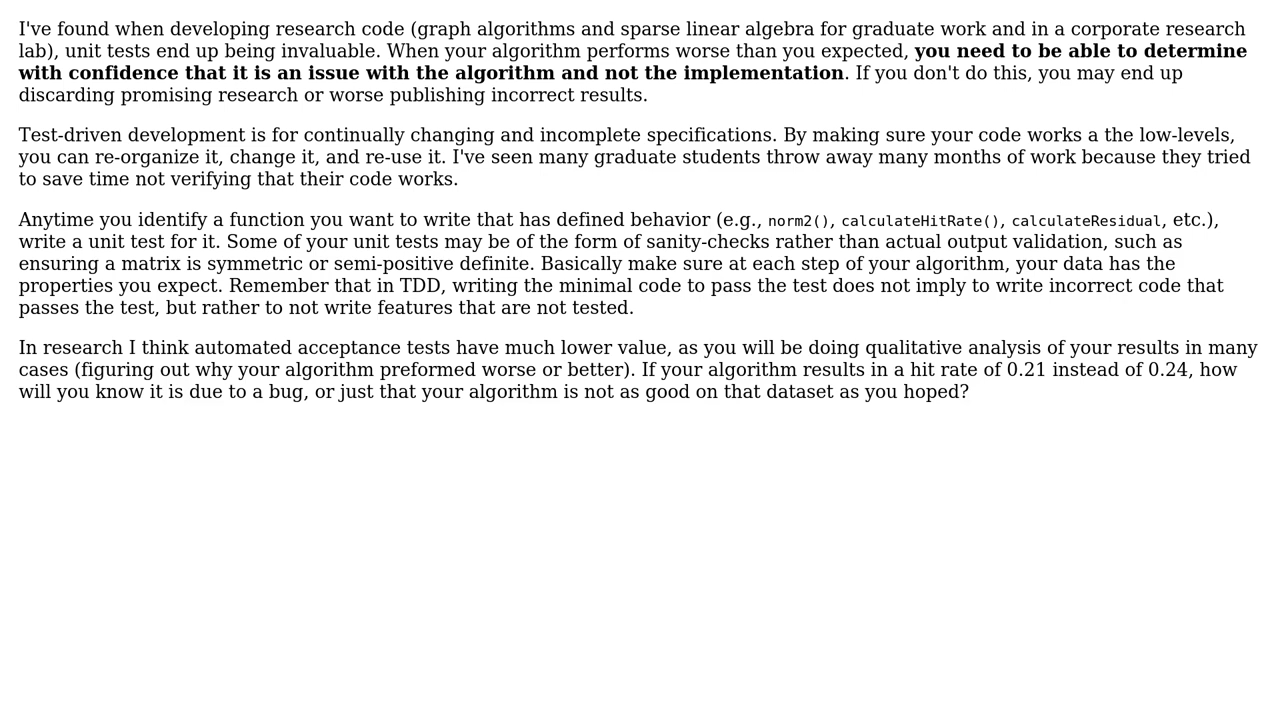 I've found when developing research code (graph algorithms and sparse linear algebra for graduate work and in a corporate research
lab), unit tests end up being invaluable. When your algorithm performs worse than you expected, you need to be able to determine
with confidence that it is an issue with the algorithm and not the implementation. If you don't do this, you may end up
discarding promising research or worse publishing incorrect results.
Test-driven development is for continually changing and incomplete specifications. By making sure your code works a the low-levels,
you can re-organize it, change it, and re-use it. I've seen many graduate students throw away many months of work because they tried
to save time not verifying that their code works.
Anytime you identify a function you want to write that has defined behavior (e.g., norm2(), calculateHitRate(), calculateResidual, etc.),
write a unit test for it. Some of your unit tests may be of the form of sanity-checks rather than actual output validation, such as
ensuring a matrix is symmetric or semi-positive definite. Basically make sure at each step of your algorithm, your data has the
properties you expect. Remember that in TDD, writing the minimal code to pass the test does not imply to write incorrect code that
passes the test, but rather to not write features that are not tested.
In research I think automated acceptance tests have much lower value, as you will be doing qualitative analysis of your results in many
cases (figuring out why your algorithm preformed worse or better). If your algorithm results in a hit rate of 0.21 instead of 0.24, how
will you know it is due to a bug, or just that your algorithm is not as good on that dataset as you hoped?